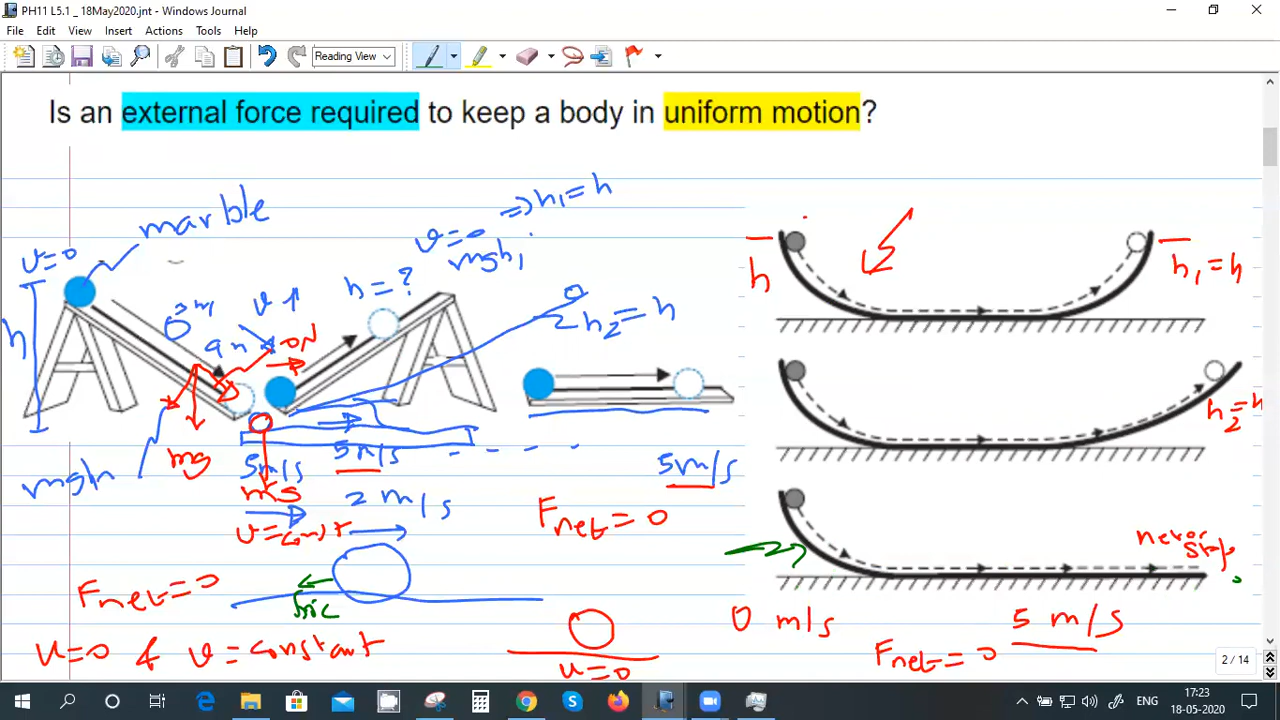 PH11 L5.1 _ 18May2020.jnt - Windows Journal
File Edit View Insert Actions Tools Help
Reading View
Is an external force required to keep a body in uniform motion?
marble
v=0
h
v↑
v=0
⇒h1=h
mgh1
h=?
h2=h
N
mg
mgh
5m/s
5m/s
5m/s
mg
v=const
2 m/s
Fnet=0
fric
Fnet=0
u=0 & v=constant
u=0
h
h1=h
h2=h
never stop
0 m/s
5 m/s
Fnet=0
2 / 14
ENG
17:23
18-05-2020